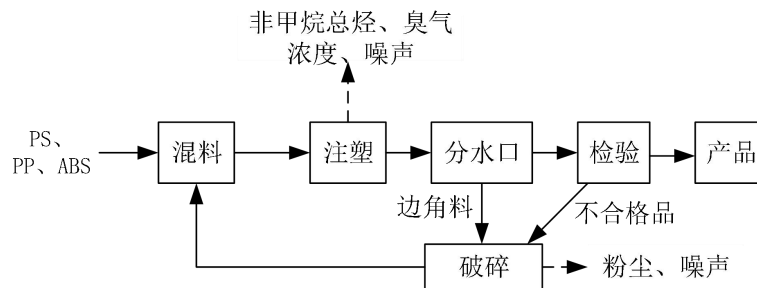 非甲烷总烃、臭气
浓度、噪声
PS、
PP、ABS
混料
注塑
分水口
检验
产品
边角料
不合格品
破碎
粉尘、噪声